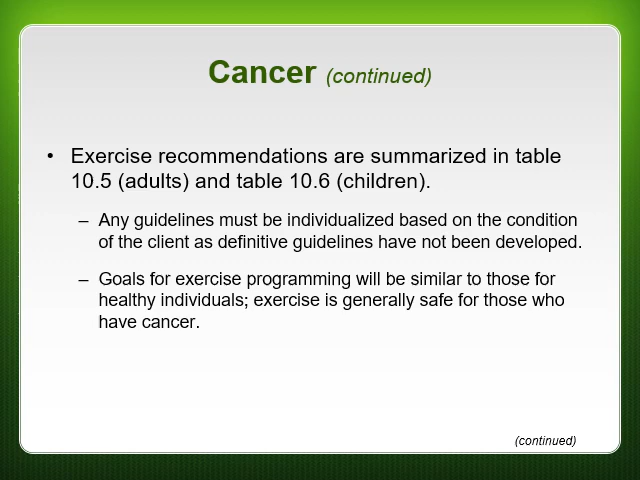 Cancer (continued)
• Exercise recommendations are summarized in table
10.5 (adults) and table 10.6 (children).
– Any guidelines must be individualized based on the condition
of the client as definitive guidelines have not been developed.
– Goals for exercise programming will be similar to those for
healthy individuals; exercise is generally safe for those who
have cancer.
(continued)